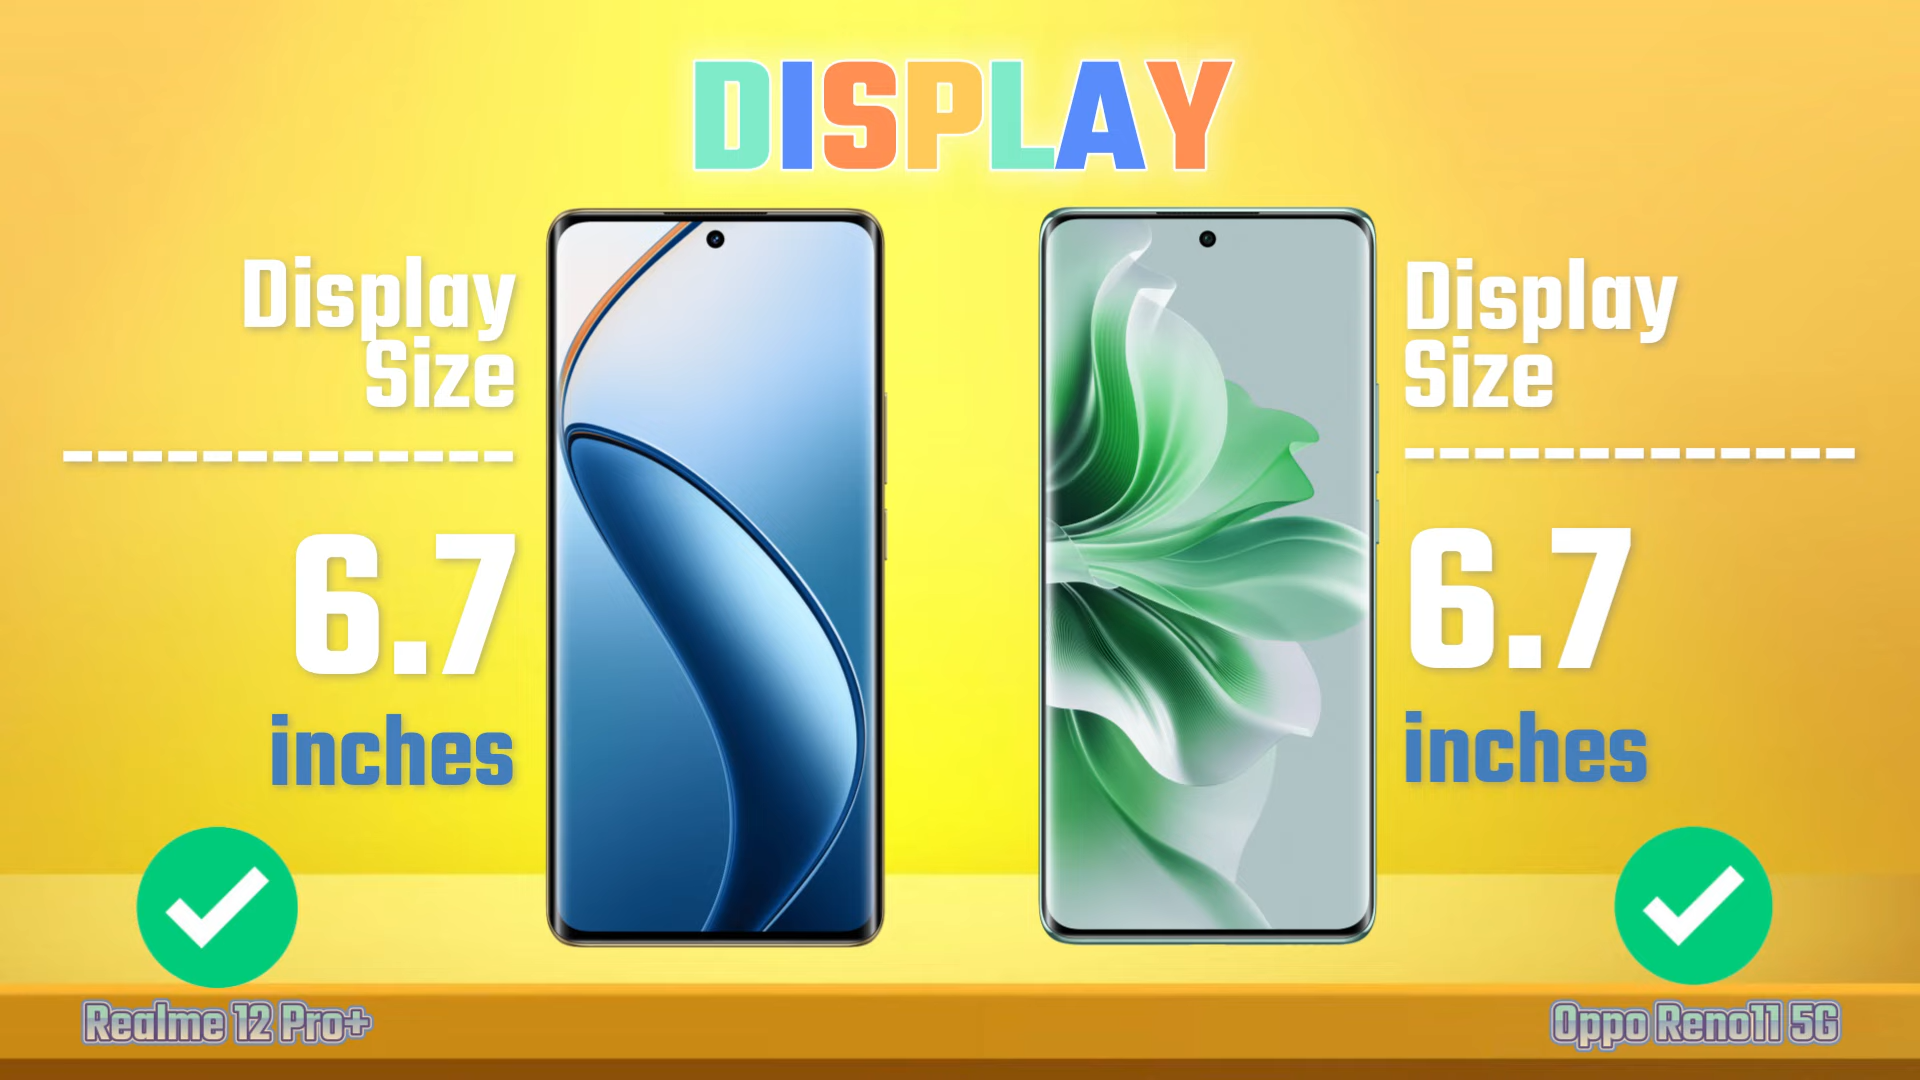 DISPLAY
Display
Size
-------------
6.7
inches
Realme 12 Pro+
Display
Size
-------------
6.7
inches
Oppo Reno11 5G